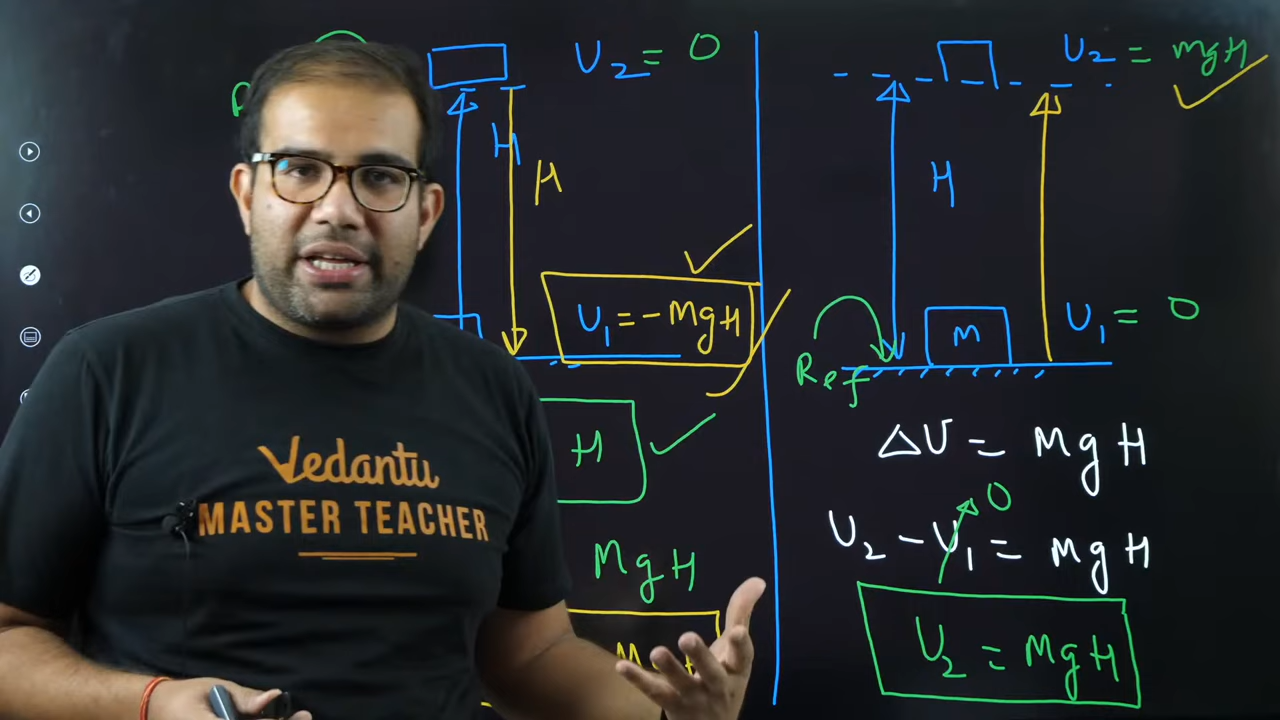 U₂ = 0
H
H
U₁ = -MgH
H
MgH
Vedantu
MASTER TEACHER
U₂ = MgH
H
M
U₁ = 0
Ref
ΔU = MgH
U₂ - U₁ = MgH
0
U₂ = MgH